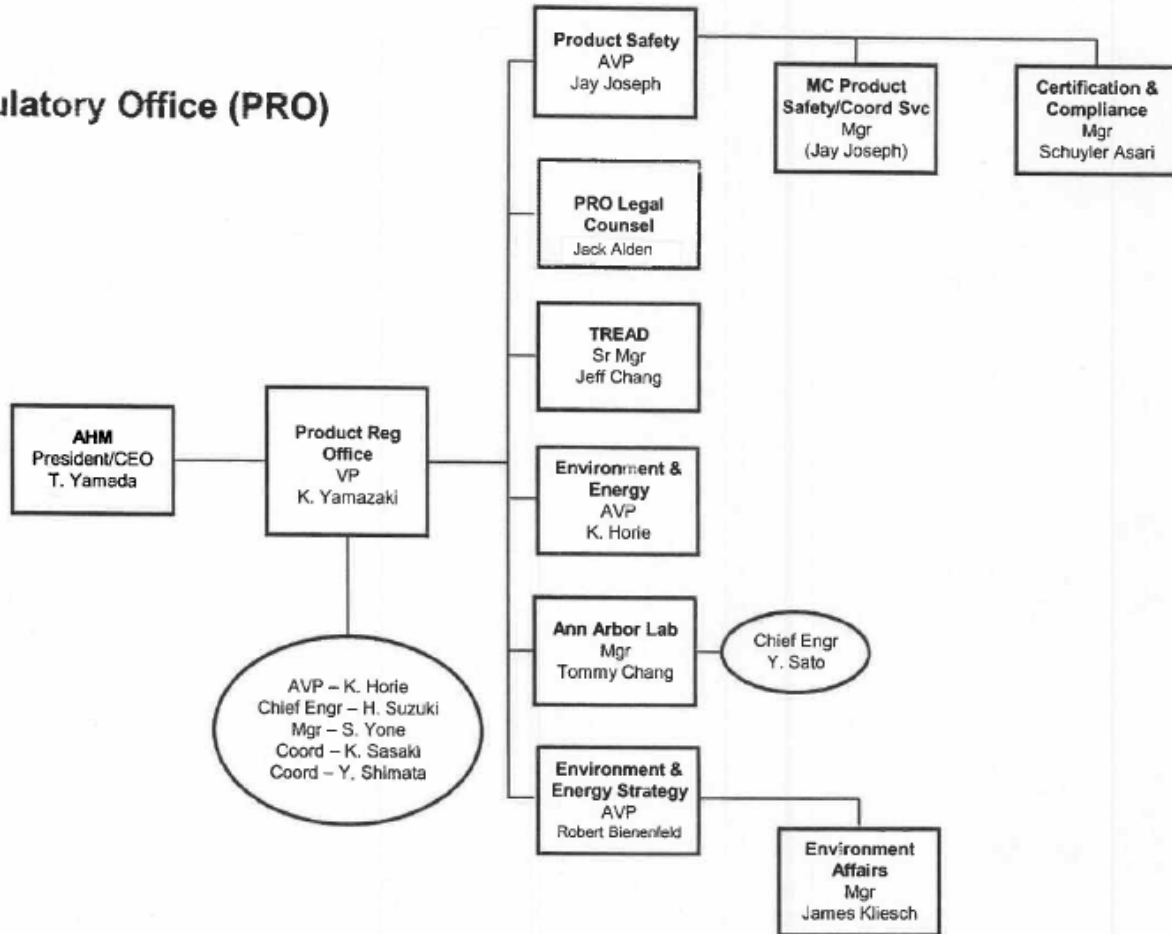 ulatory Office (PRO)
Product Safety
AVP
Jay Joseph
MC Product
Safety/Coord Svc
Mgr
(Jay Joseph)
Certification &
Compliance
Mgr
Schuyler Asari
PRO Legal
Counsel
Jack Alden
TREAD
Sr Mgr
Jeff Chang
AHM
President/CEO
T. Yamada
Product Reg
Office
VP
K. Yamazaki
Environment &
Energy
AVP
K. Horie
Ann Arbor Lab
Mgr
Tommy Chang
Chief Engr
Y. Sato
AVP – K. Horie
Chief Engr – H. Suzuki
Mgr – S. Yone
Coord – K. Sasaki
Coord – Y. Shimata
Environment &
Energy Strategy
AVP
Robert Bienenfeld
Environment
Affairs
Mgr
James Kliesch